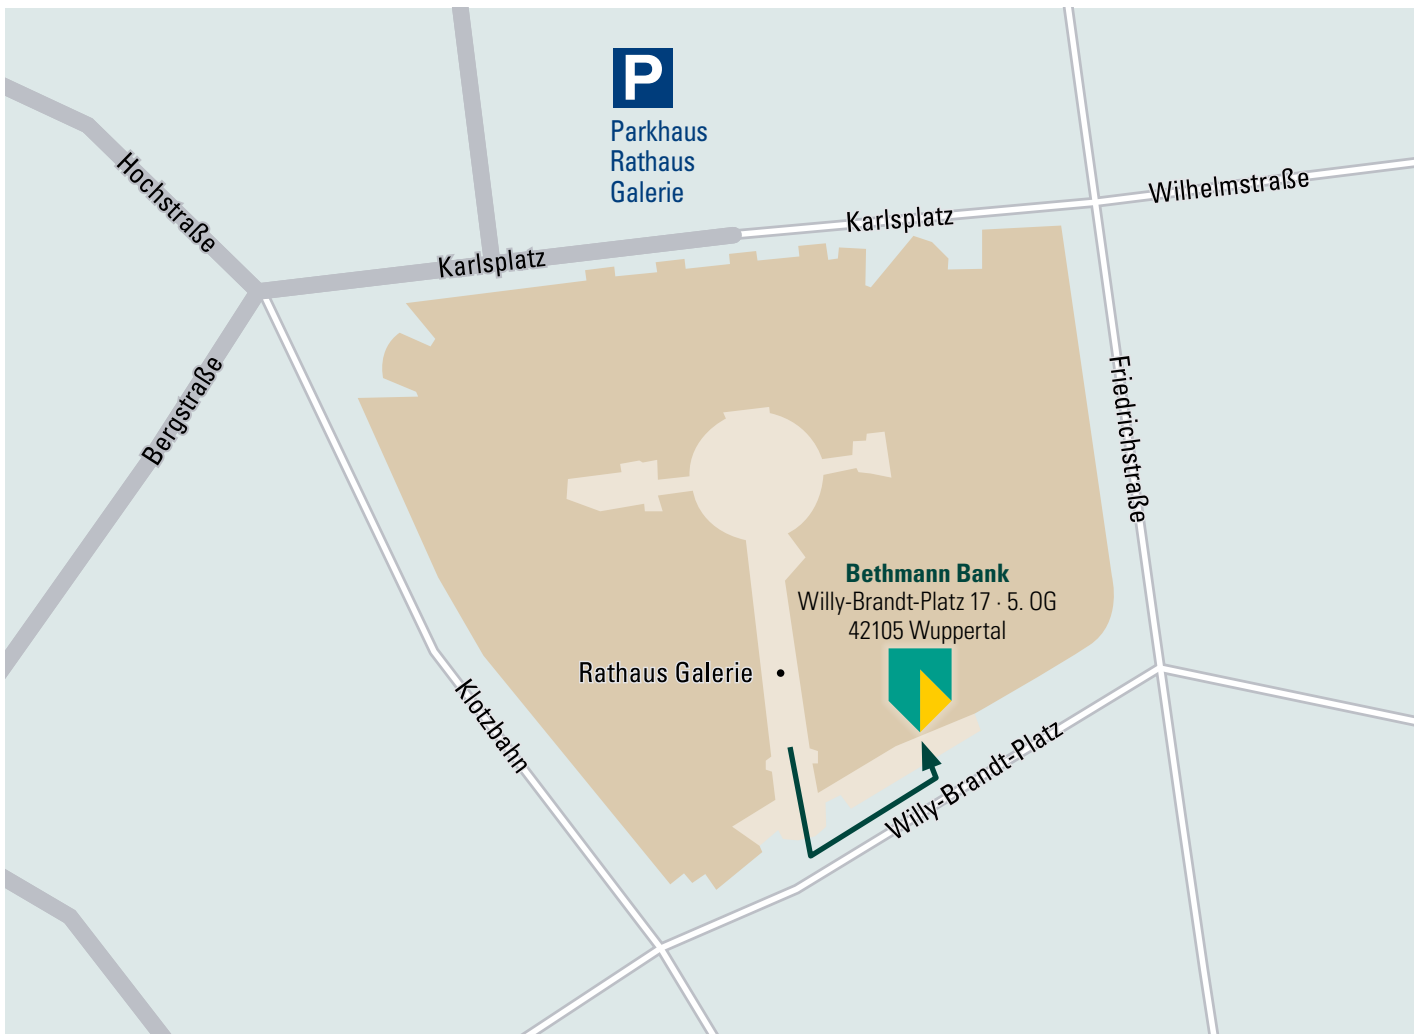 P
Parkhaus
Rathaus
Galerie
Hochstraße
Wilhelmstraße
Karlsplatz
Karlsplatz
Bergstraße
Friedrichstraße
Bethmann Bank
Willy-Brandt-Platz 17 · 5. OG
42105 Wuppertal
Rathaus Galerie
Klotzbahn
Willy-Brandt-Platz